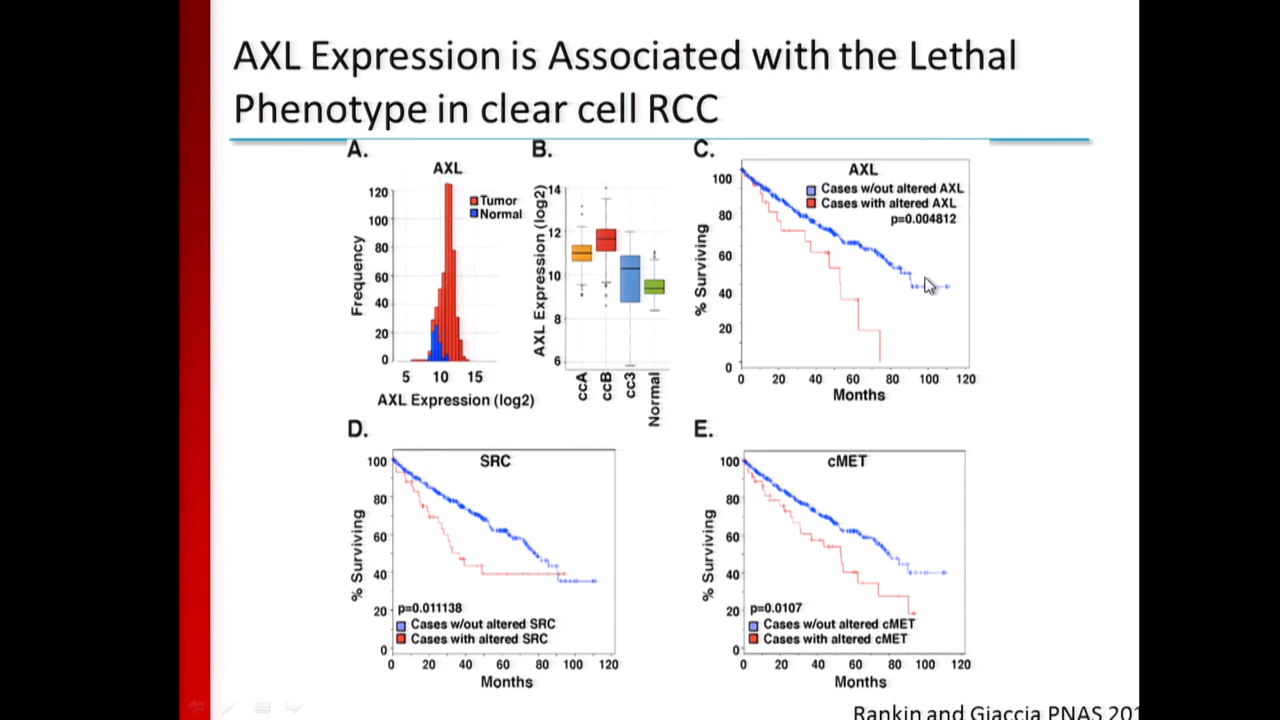 AXL Expression is Associated with the Lethal
Phenotype in clear cell RCC
A.
AXL
Tumor
Normal
Frequency
120
100
80
60
40
20
0
5 10 15
AXL Expression (log2)
B.
AXL Expression (log2)
14
12
10
8
6
ccA
ccB
cc3
Normal
C.
AXL
Cases w/out altered AXL
Cases with altered AXL
p=0.004812
% Surviving
100
80
60
40
20
0
0 20 40 60 80 100 120
Months
D.
SRC
% Surviving
100
80
60
40
20
0
p=0.011138
Cases w/out altered SRC
Cases with altered SRC
0 20 40 60 80 100 120
Months
E.
cMET
% Surviving
100
80
60
40
20
0
p=0.0107
Cases w/out altered cMET
Cases with altered cMET
0 20 40 60 80 100 120
Months
Rankin and Giaccia PNAS